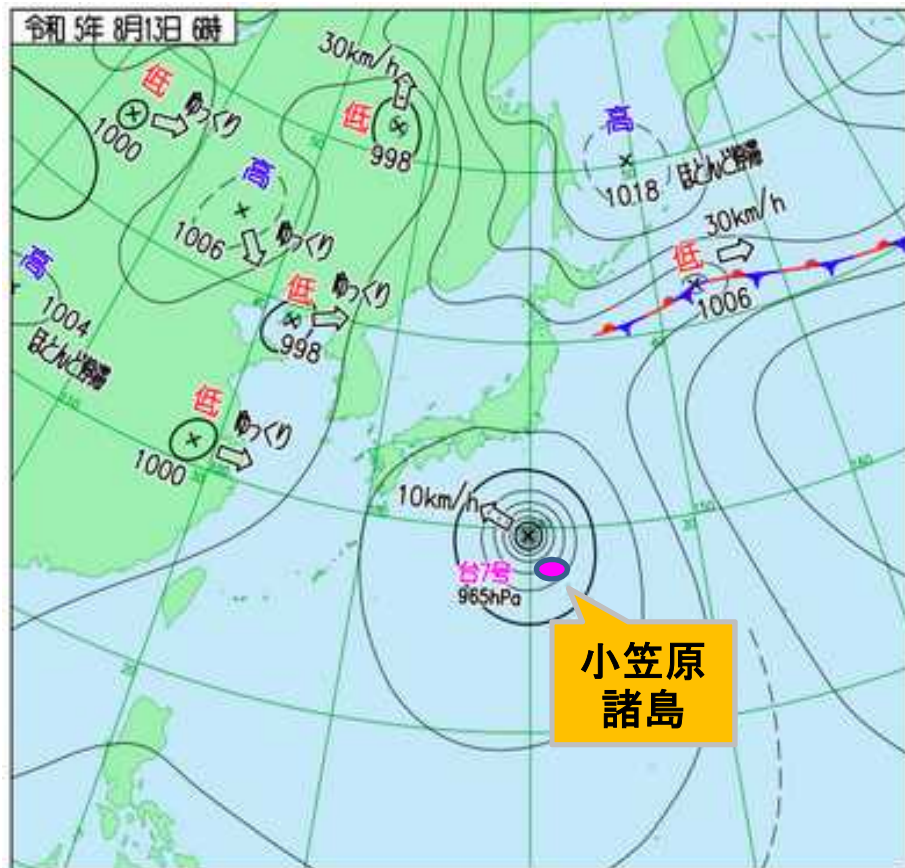 令和 5年 8月13日 6時
30km/h
低
ゆっくり
1000
低
998
高
1018
ほとんど停滞
高
1006
ゆっくり
30km/h
低
1006
高
1004
ほとんど停滞
低
ゆっくり
998
低
ゆっくり
1000
10km/h
台7号
965hPa
小笠原
諸島